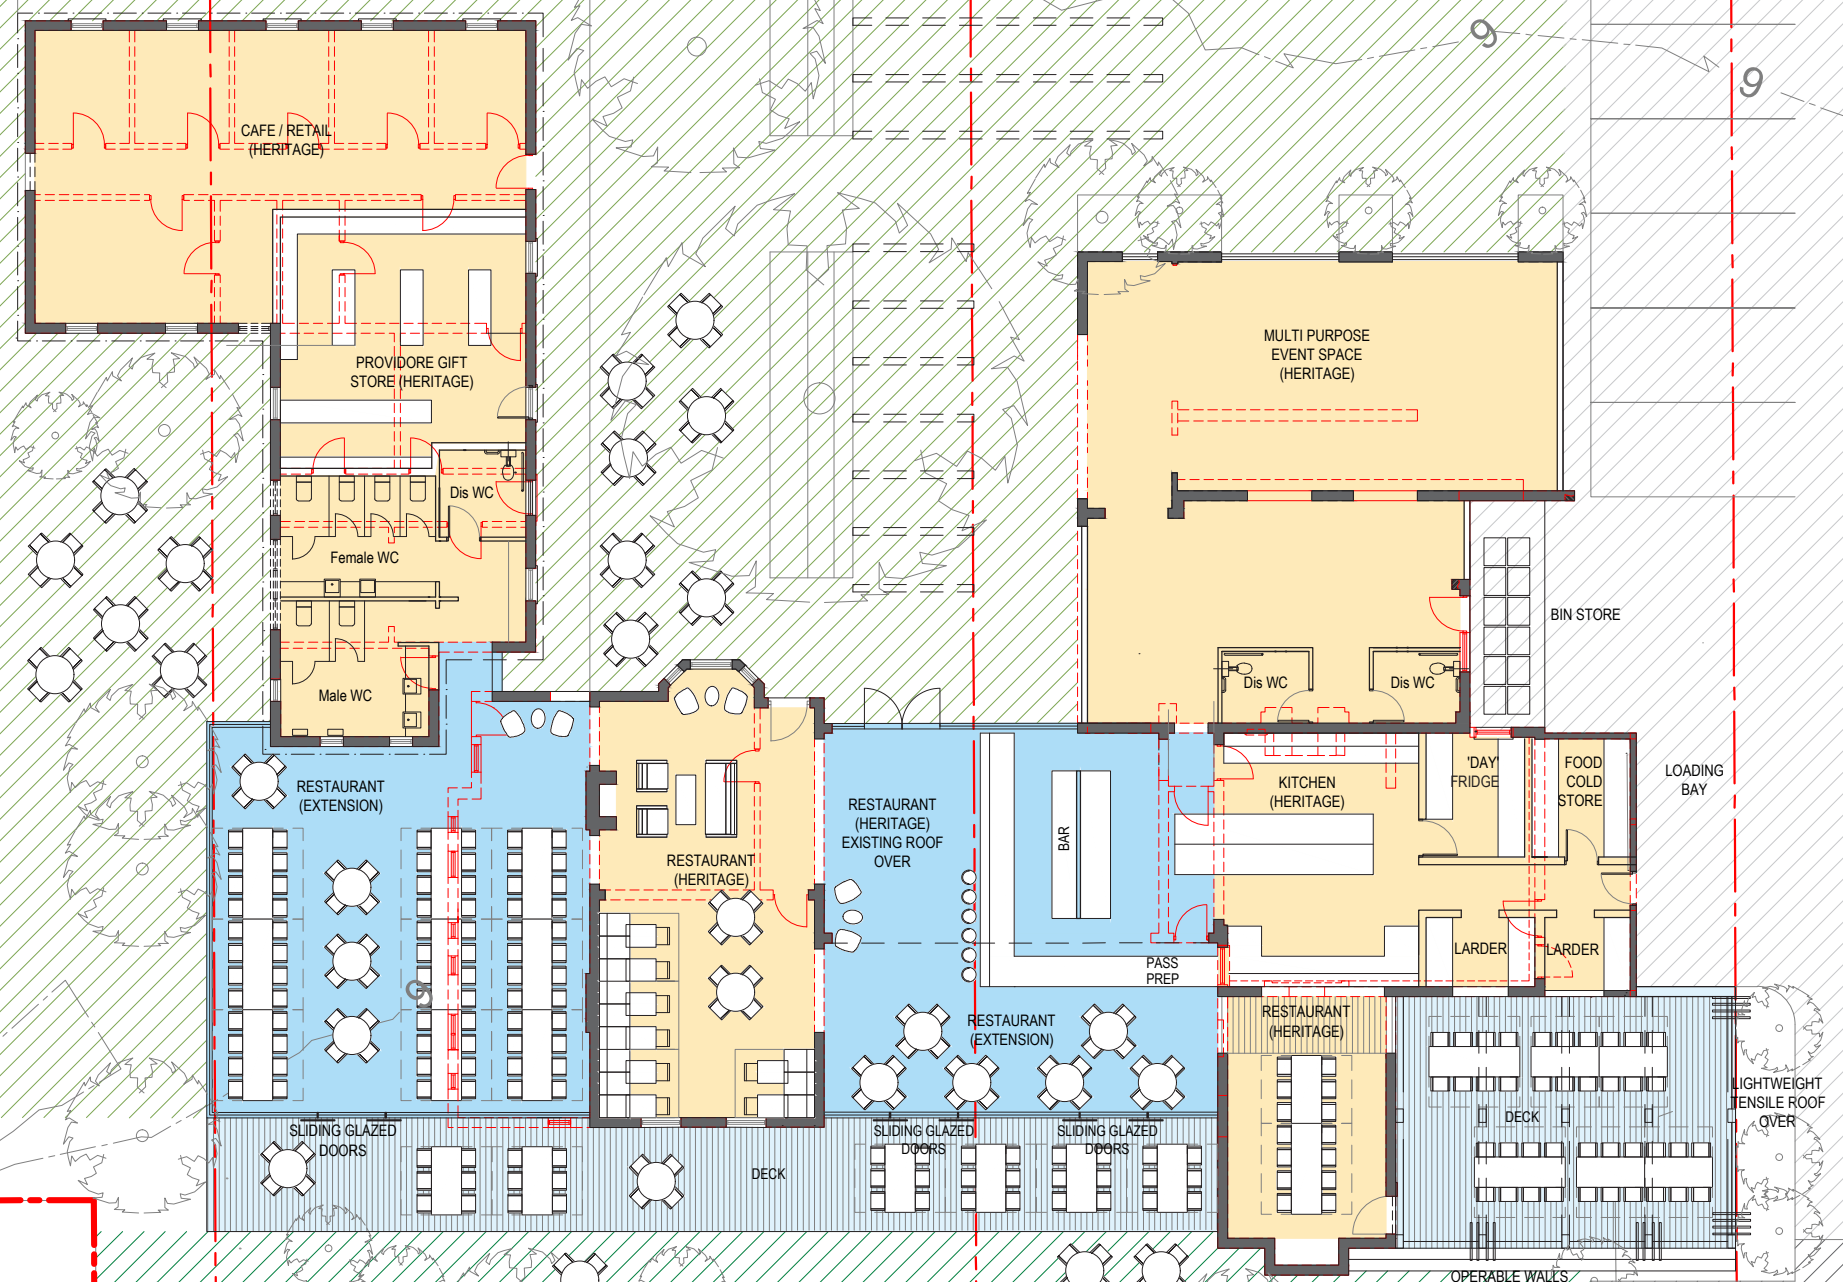 9
9
CAFE / RETAIL
(HERITAGE)
MULTI PURPOSE
EVENT SPACE
(HERITAGE)
PROVIDORE GIFT
STORE (HERITAGE)
Dis WC
Female WC
BIN STORE
Male WC
Dis WC
Dis WC
RESTAURANT
(EXTENSION)
RESTAURANT
(HERITAGE)
EXISTING ROOF
OVER
BAR
KITCHEN
(HERITAGE)
'DAY'
FRIDGE
FOOD
COLD
STORE
LOADING
BAY
RESTAURANT
(HERITAGE)
LARDER
LARDER
PASS
PREP
9
RESTAURANT
(EXTENSION)
RESTAURANT
(HERITAGE)
LIGHTWEIGHT
TENSILE ROOF
OVER
DECK
SLIDING GLAZED
DOORS
SLIDING GLAZED
DOORS
SLIDING GLAZED
DOORS
DECK
OPERABLE WALLS